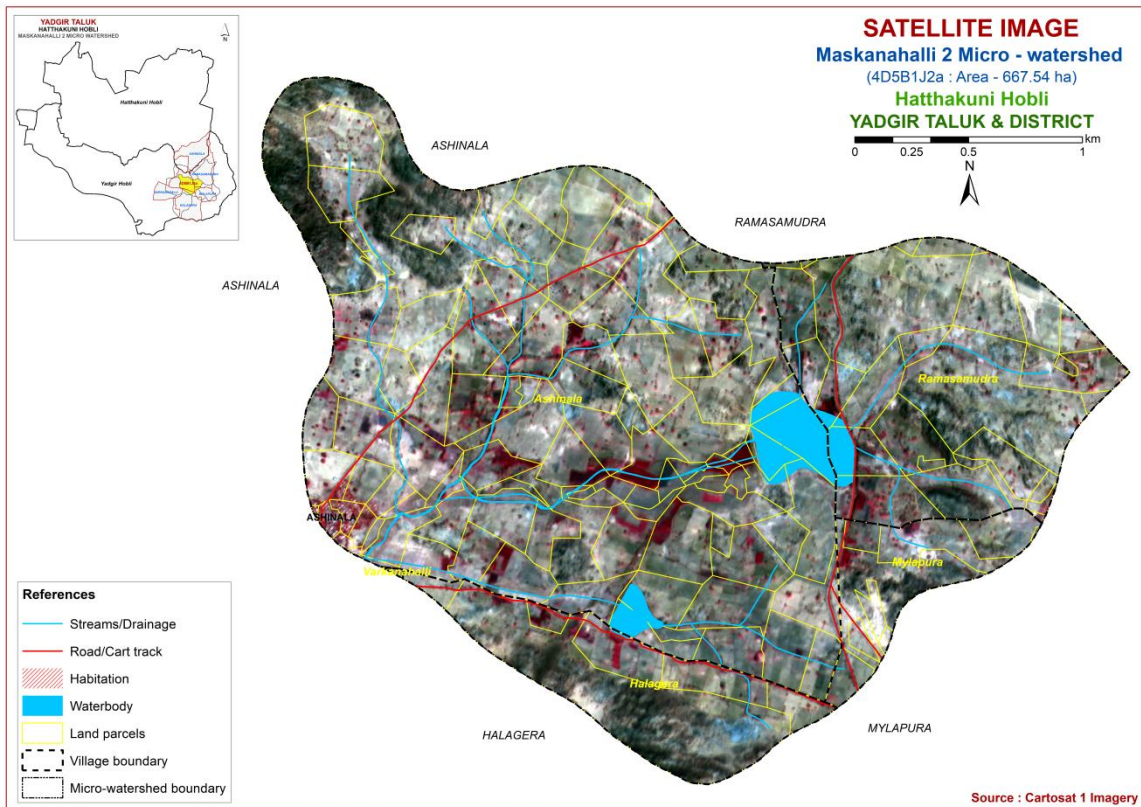 YADGIR TALUK
HATTHAKUNI HOBLI
MASKANAHALLI 2 MICRO WATERSHED
N
Hatthakuni Hobli
Yadgir Hobli
ASHINALA
HALAGERA
SATELLITE IMAGE
Maskanahalli 2 Micro - watershed
(4D5B1J2a : Area - 667.54 ha)
Hatthakuni Hobli
YADGIR TALUK & DISTRICT
km
0 0.25 0.5 1
N
ASHINALA
RAMASAMUDRA
ASHINALA
Ramasamudra
Ashinala
ASHINALA
Mylapura
Varkanahalli
Halagera
HALAGERA
MYLAPURA
References
Streams/Drainage
Road/Cart track
Habitation
Waterbody
Land parcels
Village boundary
Micro-watershed boundary
Source : Cartosat 1 Imagery